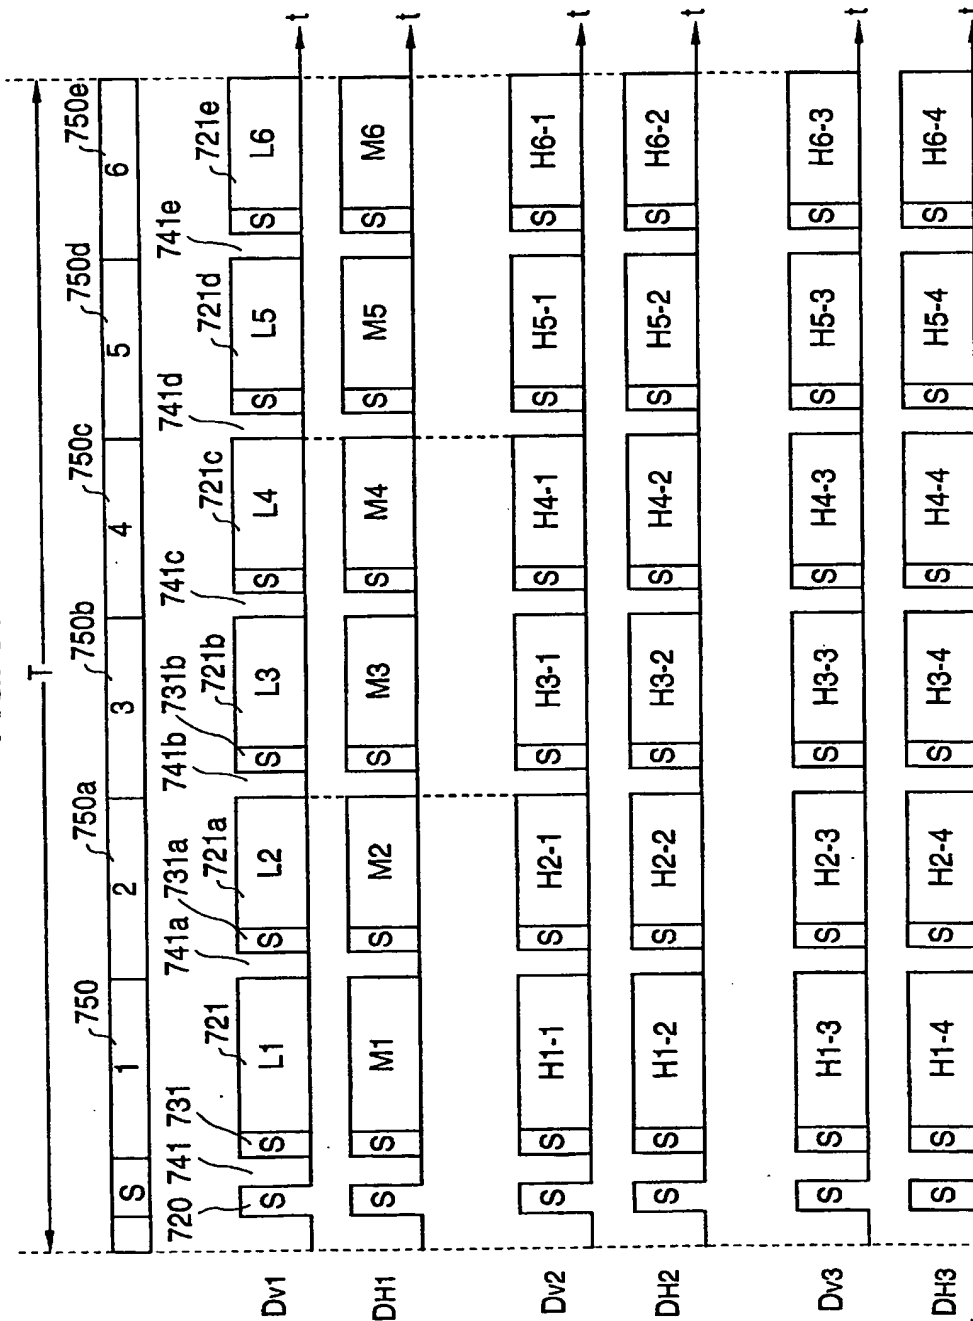 T
750 750a 750b 750c 750d 750e
S 1 2 3 4 5 6
720 741 731 721 741a 731a 721a 741b 731b 721b 741c 721c 741d 721d 741e 721e
Dv1 S S L1 S L2 S L3 S L4 S L5 S L6 t
DH1 S S M1 S M2 S M3 S M4 S M5 S M6 t
Dv2 S S H1-1 S H2-1 S H3-1 S H4-1 S H5-1 S H6-1 t
DH2 S S H1-2 S H2-2 S H3-2 S H4-2 S H5-2 S H6-2 t
Dv3 S S H1-3 S H2-3 S H3-3 S H4-3 S H5-3 S H6-3 t
DH3 S S H1-4 S H2-4 S H3-4 S H4-4 S H5-4 S H6-4 t